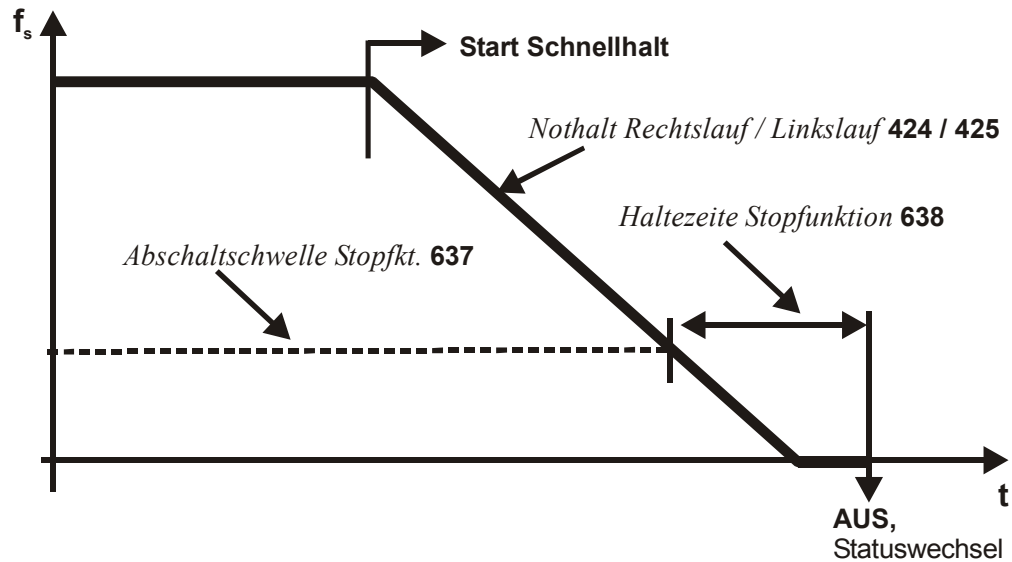 fs
Start Schnellhalt
Nothalt Rechtslauf / Linkslauf 424 / 425
Haltezeite Stopfunktion 638
Abschaltschwelle Stopfkt. 637
t
AUS,
Statuswechsel